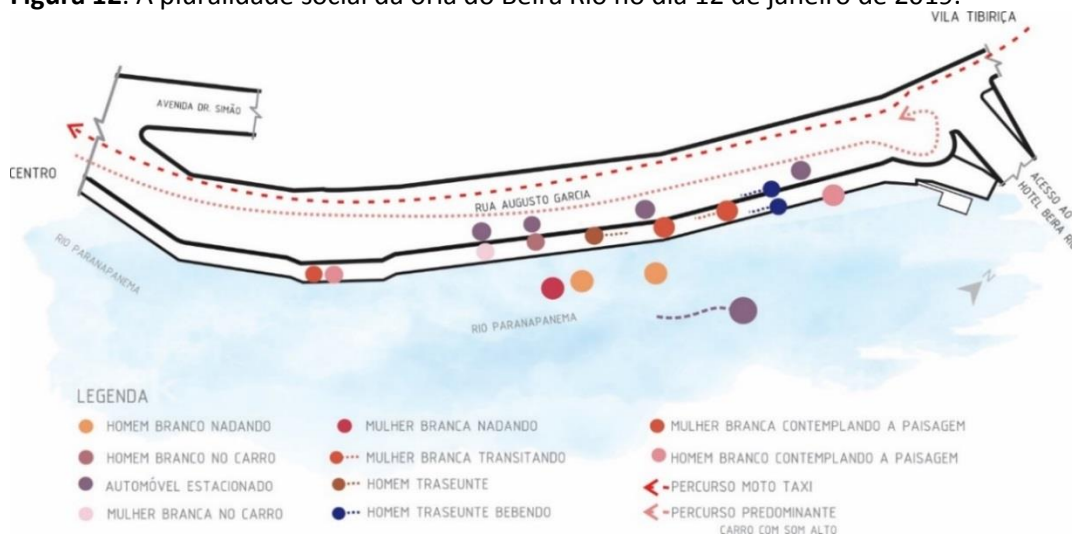 Figura 12. A pluralidade social da orla do Beira Rio no dia 12 de janeiro de 2019.
VILA TIBIRIÇA
AVENIDA DR. SIMÃO
CENTRO
RUA AUGUSTO GARCIA
ACESSO AO
HOTEL BEIRA RIO
RIO PARANAPANEMA
N
RIO PARANAPANEMA
LEGENDA
HOMEM BRANCO NADANDO
HOMEM BRANCO NO CARRO
AUTOMÓVEL ESTACIONADO
MULHER BRANCA NO CARRO
MULHER BRANCA NADANDO
MULHER BRANCA TRANSITANDO
HOMEM TRASEUNTE
HOMEM TRASEUNTE BEBENDO
MULHER BRANCA CONTEMPLANDO A PAISAGEM
HOMEM BRANCO CONTEMPLANDO A PAISAGEM
PERCURSO MOTO TAXI
PERCURSO PREDOMINANTE
CARRO COM SOM ALTO